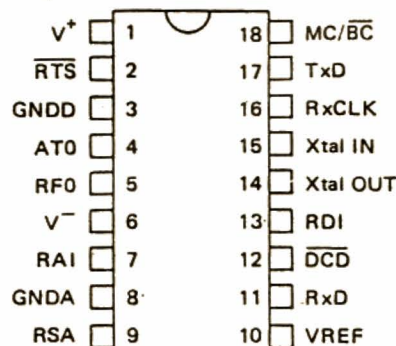 V⁺ 1 18 MC/B̅C̅
R̅T̅S̅ 2 17 TxD
GNDD 3 16 RxCLK
AT0 4 15 Xtal IN
RF0 5 14 Xtal OUT
V⁻ 6 13 RDI
RAI 7 12 D̅C̅D̅
GNDA 8 11 RxD
RSA 9 10 VREF